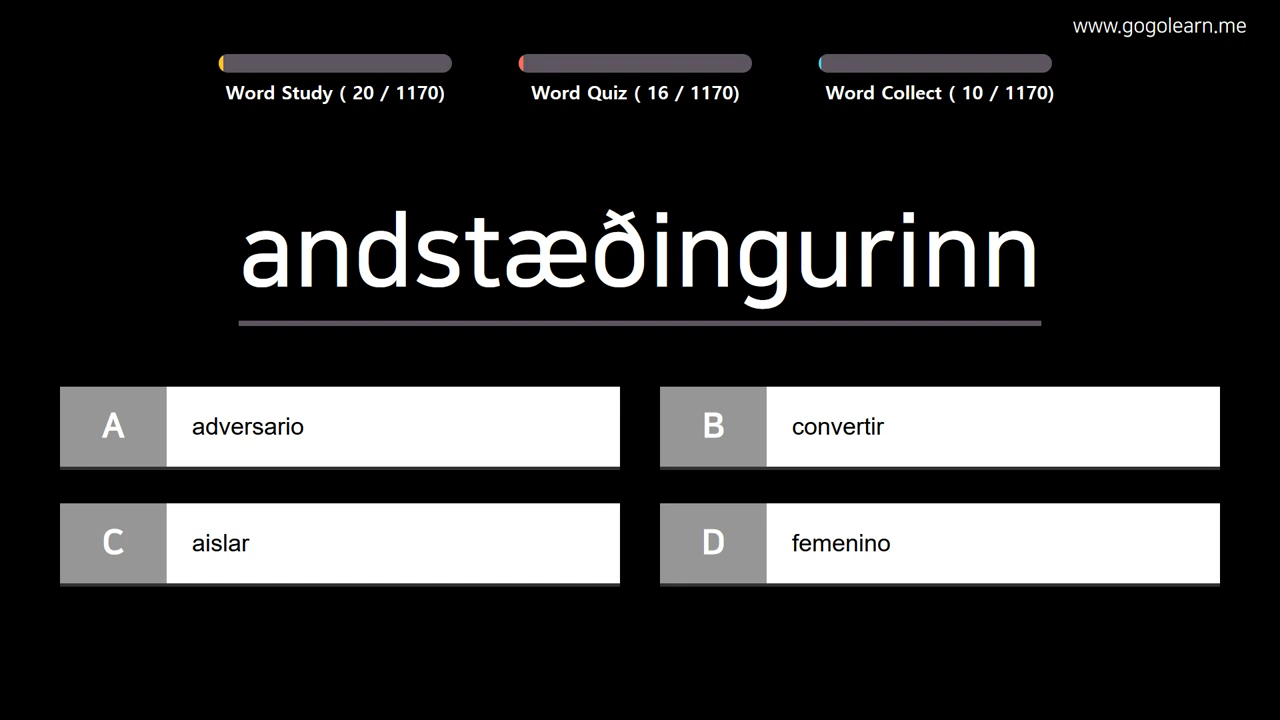 www.gogolearn.me
Word Study ( 20 / 1170)
Word Quiz ( 16 / 1170)
Word Collect ( 10 / 1170)
andstæðingurinn
A adversario
B convertir
C aislar
D femenino